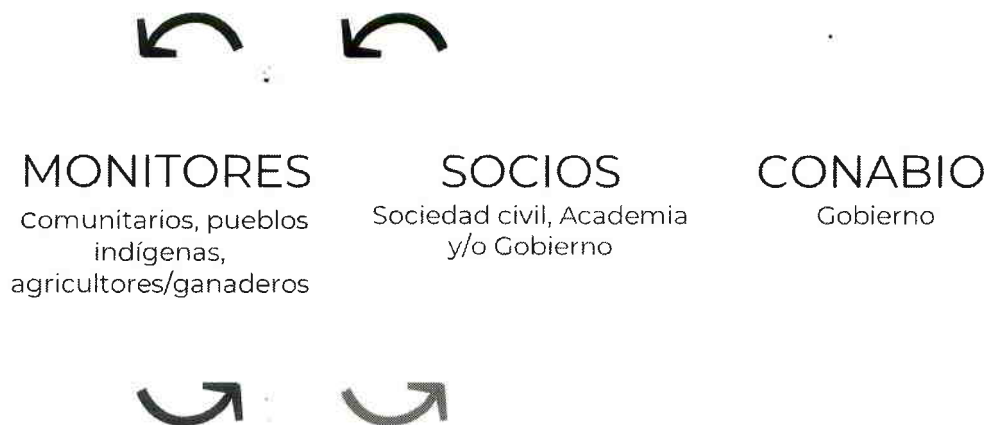 MONITORES
Comunitarios, pueblos
indígenas,
agricultores/ganaderos
SOCIOS
Sociedad civil, Academia
y/o Gobierno
CONABIO
Gobierno